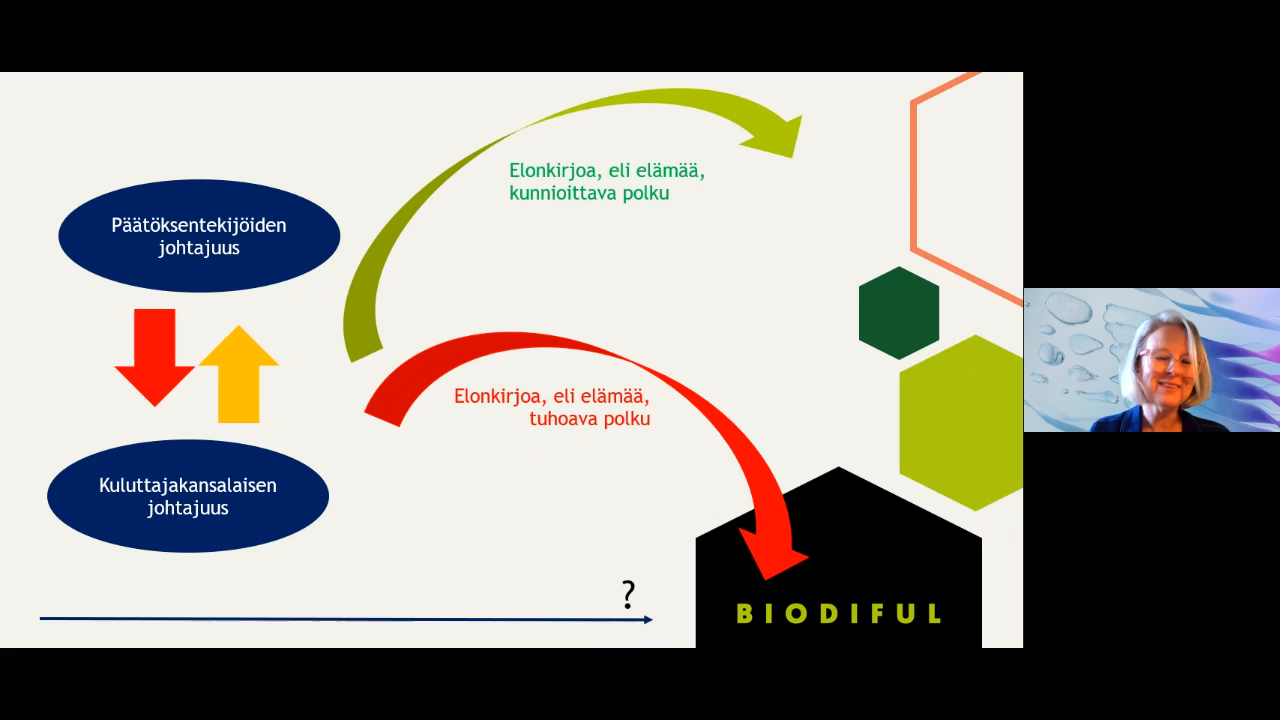 Elonkirjoa, eli elämää,
kunnioittava polku
Päätöksentekijöiden
johtajuus
Elonkirjoa, eli elämää,
tuhoava polku
Kuluttajakansalaisen
johtajuus
?
BIODIFUL